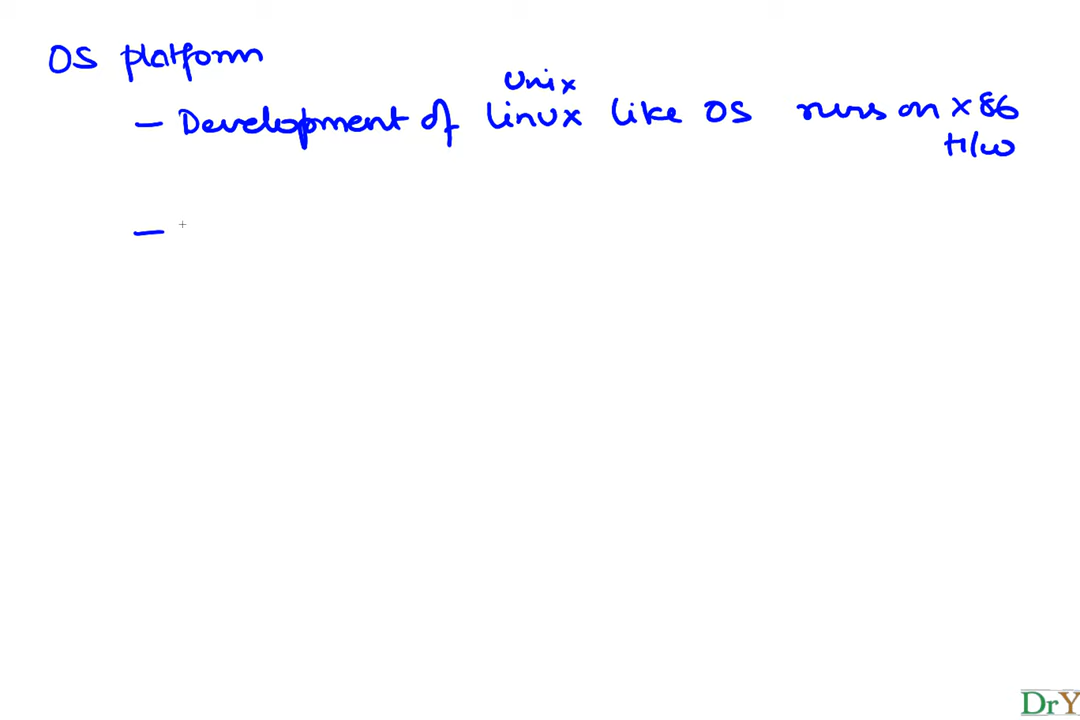 OS platform
Unix
– Development of linux like OS runs on x86
H/w
–
DrY